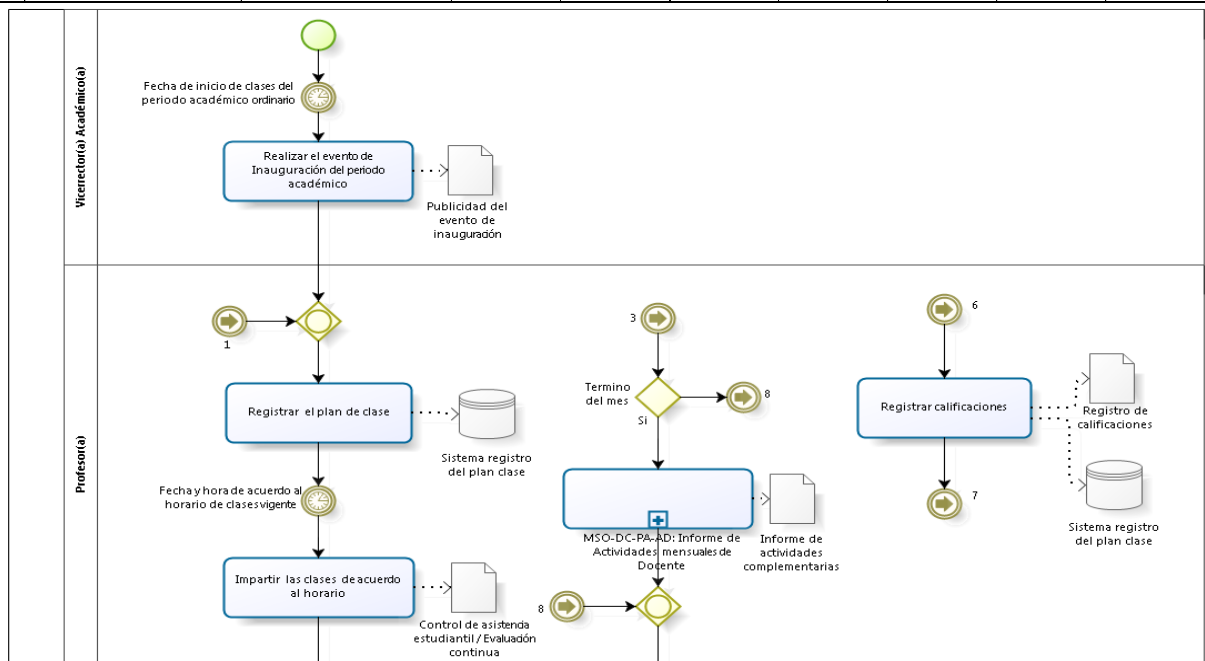 Vicerrector(a) Académico(a)
Fecha de inicio de clases del
periodo académico ordinario
Realizar el evento de
Inauguración del periodo
académico
Publicidad del
evento de
inauguración
Profesor(a)
1
Registrar el plan de clase
Sistema registro
del plan clase
Fecha y hora de acuerdo al
horario de clases vigente
Impartir las clases de acuerdo
al horario
Control de asistencia
estudiantil / Evaluación
continua
3
Termino
del mes
8
Si
MSO-DC-PA-AD: Informe de
Actividades mensuales de
Docente
Informe de
actividades
complementarias
8
6
Registrar calificaciones
Registro de
calificaciones
7
Sistema registro
del plan clase